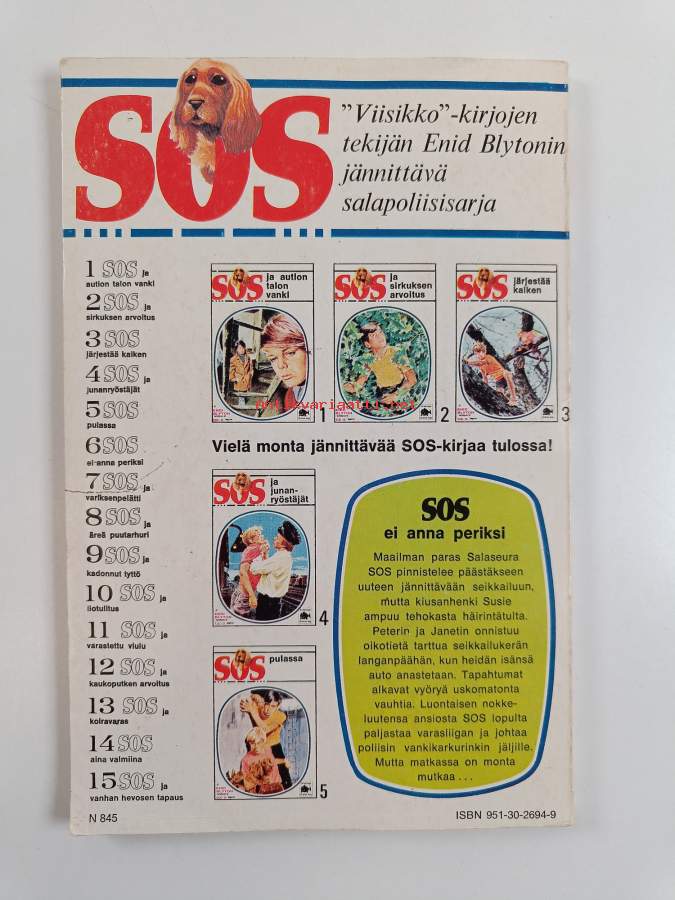 SOS
”Viisikko”-kirjojen
tekijän Enid Blytonin
jännittävä
salapoliisisarja
1 SOS ja
aution talon vanki
2 SOS ja
sirkuksen arvoitus
3 SOS
järjestää kaiken
4 SOS ja
junanryöstäjät
5 SOS
pulassa
6 SOS
ei anna periksi
7 SOS ja
variksenpelätti
8 SOS ja
äreä puutarhuri
9 SOS ja
kadonnut tyttö
10 SOS ja
ilotulitus
11 SOS ja
varastettu viulu
12 SOS ja
kaukoputken arvoitus
13 SOS ja
koiravaras
14 SOS
aina valmiina
15 SOS ja
vanhan hevosen tapaus
SOS ja aution
talon
vanki
1
SOS ja
sirkuksen
arvoitus
2
SOS järjestää
kaiken
3
antikvariaatti.net
Vielä monta jännittävää SOS-kirjaa tulossa!
SOS ja
junan-
ryöstäjät
4
SOS pulassa
5
SOS
ei anna periksi
Maailman paras Salaseura
SOS pinnistelee päästäkseen
uuteen jännittävään seikkailuun,
mutta kiusanhenki Susie
ampuu tehokasta häirintätulta.
Peterin ja Janetin onnistuu
oikotietä tarttua seikkailukerän
langanpäähän, kun heidän isänsä
auto anastetaan. Tapahtumat
alkavat vyöryä uskomatonta
vauhtia. Luontaisen nokke-
luutensa ansiosta SOS lopulta
paljastaa varasliigan ja johtaa
poliisin vankikarkurinkin jäljille.
Mutta matkassa on monta
mutkaa ...
N 845
ISBN 951-30-2694-9